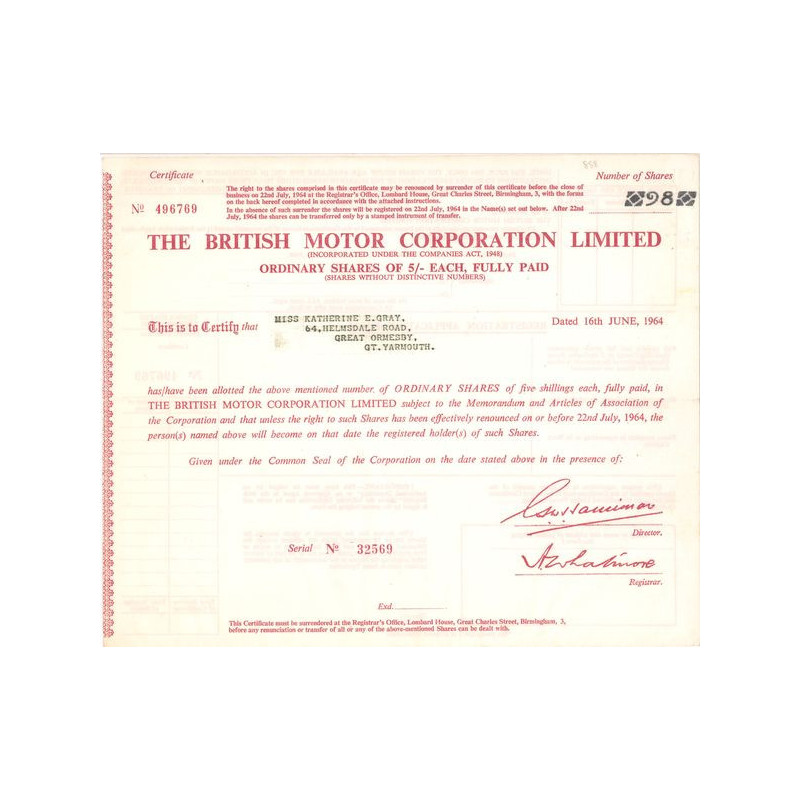 858
Certificate
Number of Shares
The right to the shares comprised in this certificate may be renounced by surrender of this certificate before the close of
business on 22nd July, 1964 at the Registrar's Office, Lombard House, Great Charles Street, Birmingham, 3, with the forms
on the back hereof completed in accordance with the attached instructions.
In the absence of such surrender the shares will be registered on 22nd July, 1964 in the Name(s) set out below. After 22nd
July, 1964 the shares can be transferred only by a stamped instrument of transfer.
98
Nº 496769
THE BRITISH MOTOR CORPORATION LIMITED
(INCORPORATED UNDER THE COMPANIES ACT, 1948)
ORDINARY SHARES OF 5/- EACH, FULLY PAID
(SHARES WITHOUT DISTINCTIVE NUMBERS)
This is to Certify that
MISS KATHERINE E.GRAY,
64,HELMSDALE ROAD,
GREAT ORMESBY,
GT.YARMOUTH.
Dated 16th JUNE, 1964
has/have been allotted the above mentioned number of ORDINARY SHARES of five shillings each, fully paid, in
THE BRITISH MOTOR CORPORATION LIMITED subject to the Memorandum and Articles of Association of
the Corporation and that unless the right to such Shares has been effectively renounced on or before 22nd July, 1964, the
person(s) named above will become on that date the registered holder(s) of such Shares.
Given under the Common Seal of the Corporation on the date stated above in the presence of:
Director.
Serial Nº 32569
Registrar.
Exd.
This Certificate must be surrendered at the Registrar's Office, Lombard House, Great Charles Street, Birmingham, 3,
before any renunciation or transfer of all or any of the above-mentioned Shares can be dealt with.